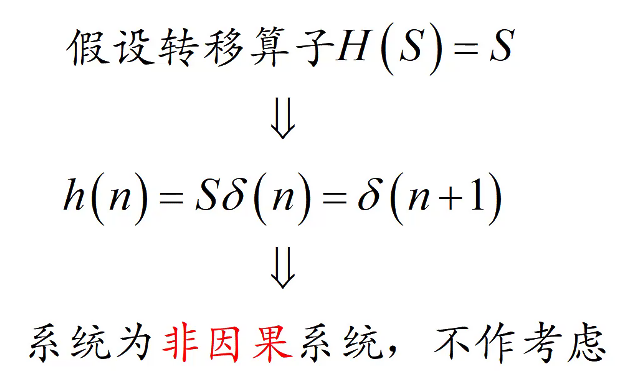 假设转移算子H(S)=S
⇓
h(n)=Sδ(n)=δ(n+1)
⇓
系统为非因果系统，不作考虑